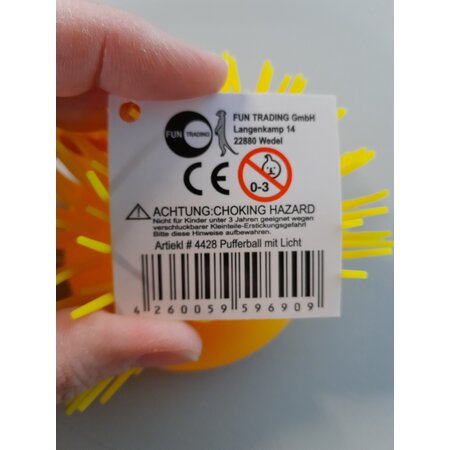 FUN TRADING
FUN TRADING GmbH
Langenkamp 14
22880 Wedel
CE
0-3
ACHTUNG:CHOKING HAZARD
Nicht für Kinder unter 3 Jahren geeignet wegen
verschluckbarer Kleinteile-Erstickungsgefahr!
Bitte diese Hinweise aufbewahren.
Artiekl # 4428 Pufferball mit Licht
4 260059 596909